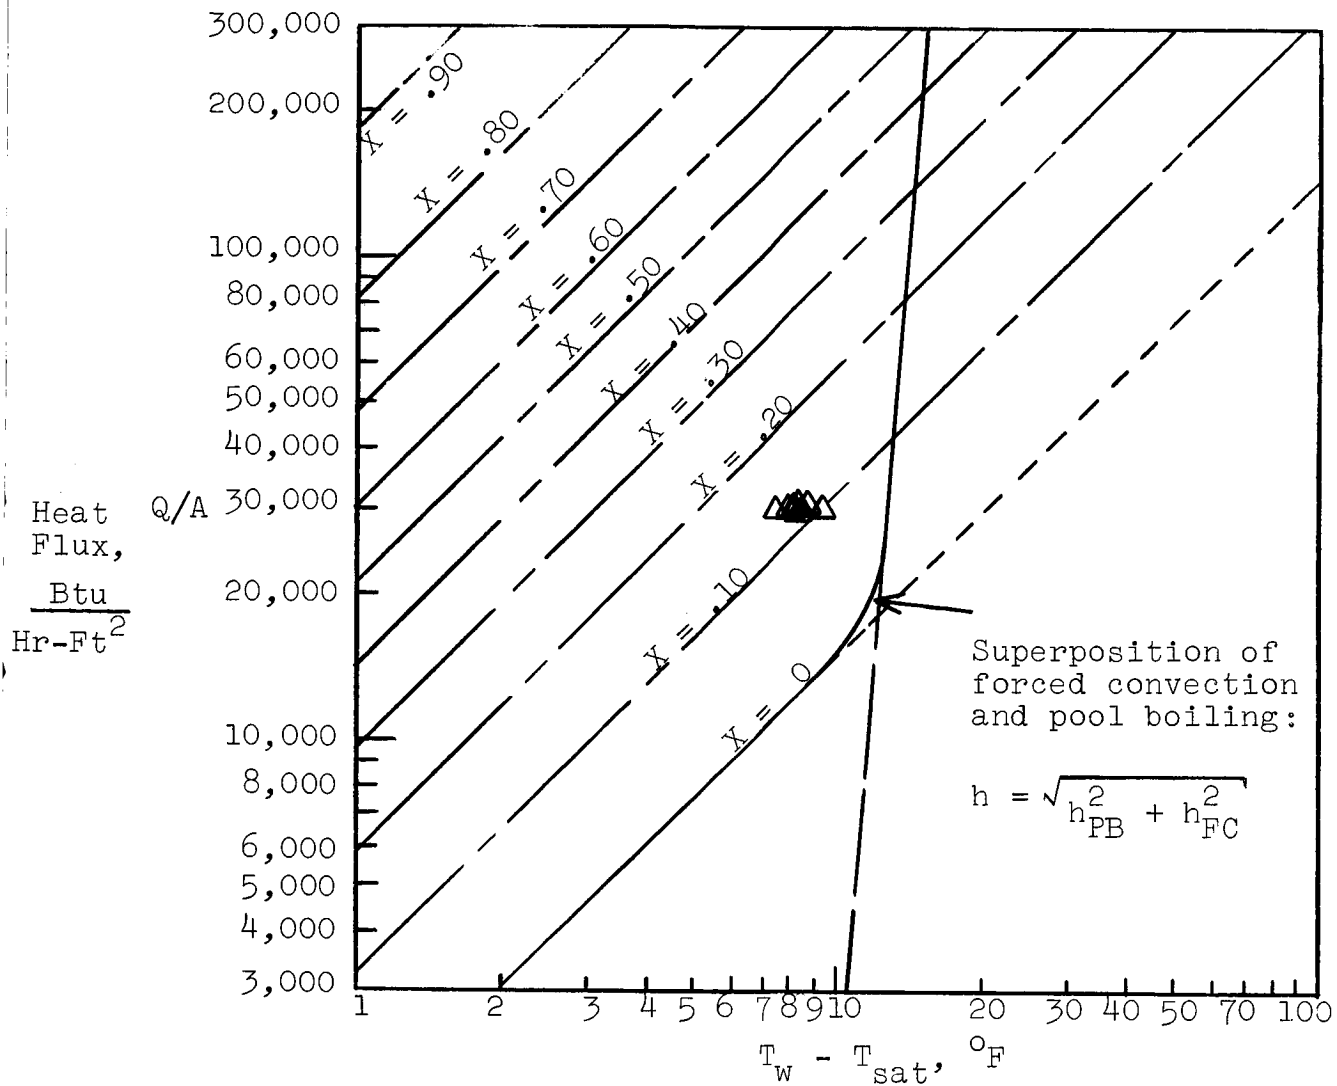 300,000
200,000
100,000
80,000
60,000
50,000
40,000
30,000
20,000
10,000
8,000
6,000
5,000
4,000
3,000
Heat Q/A
Flux,
Btu
Hr-Ft²
X = .90
X = .80
X = .70
X = .60
X = .50
X = .40
X = .30
X = .20
X = .10
X = 0
Superposition of
forced convection
and pool boiling:
h = √(h²PB + h²FC)
1 2 3 4 5 6 7 8 9 10 20 30 40 50 60 70 100
Tw - Tsat, °F